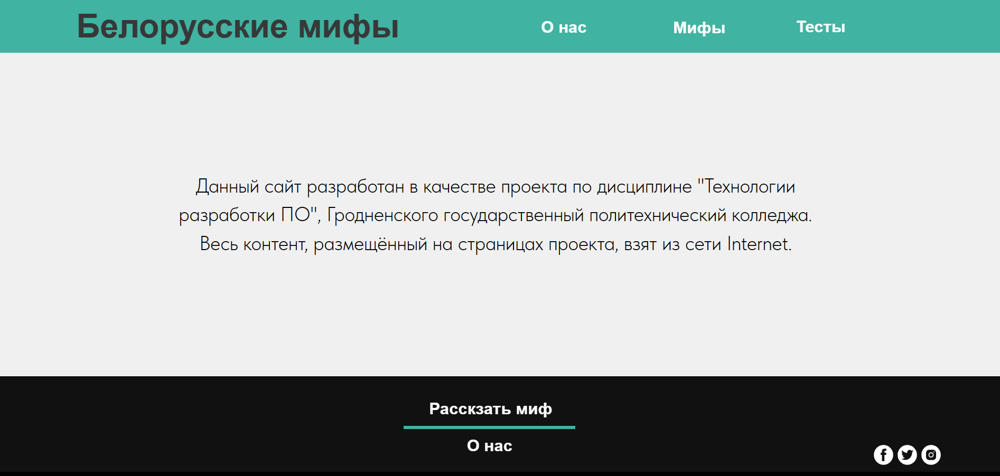 Белорусские мифы
О нас
Мифы
Тесты
Данный сайт разработан в качестве проекта по дисциплине "Технологии
разработки ПО", Гродненского государственный политехнический колледжа.
Весь контент, размещённый на страницах проекта, взят из сети Internet.
Расскзать миф
О нас